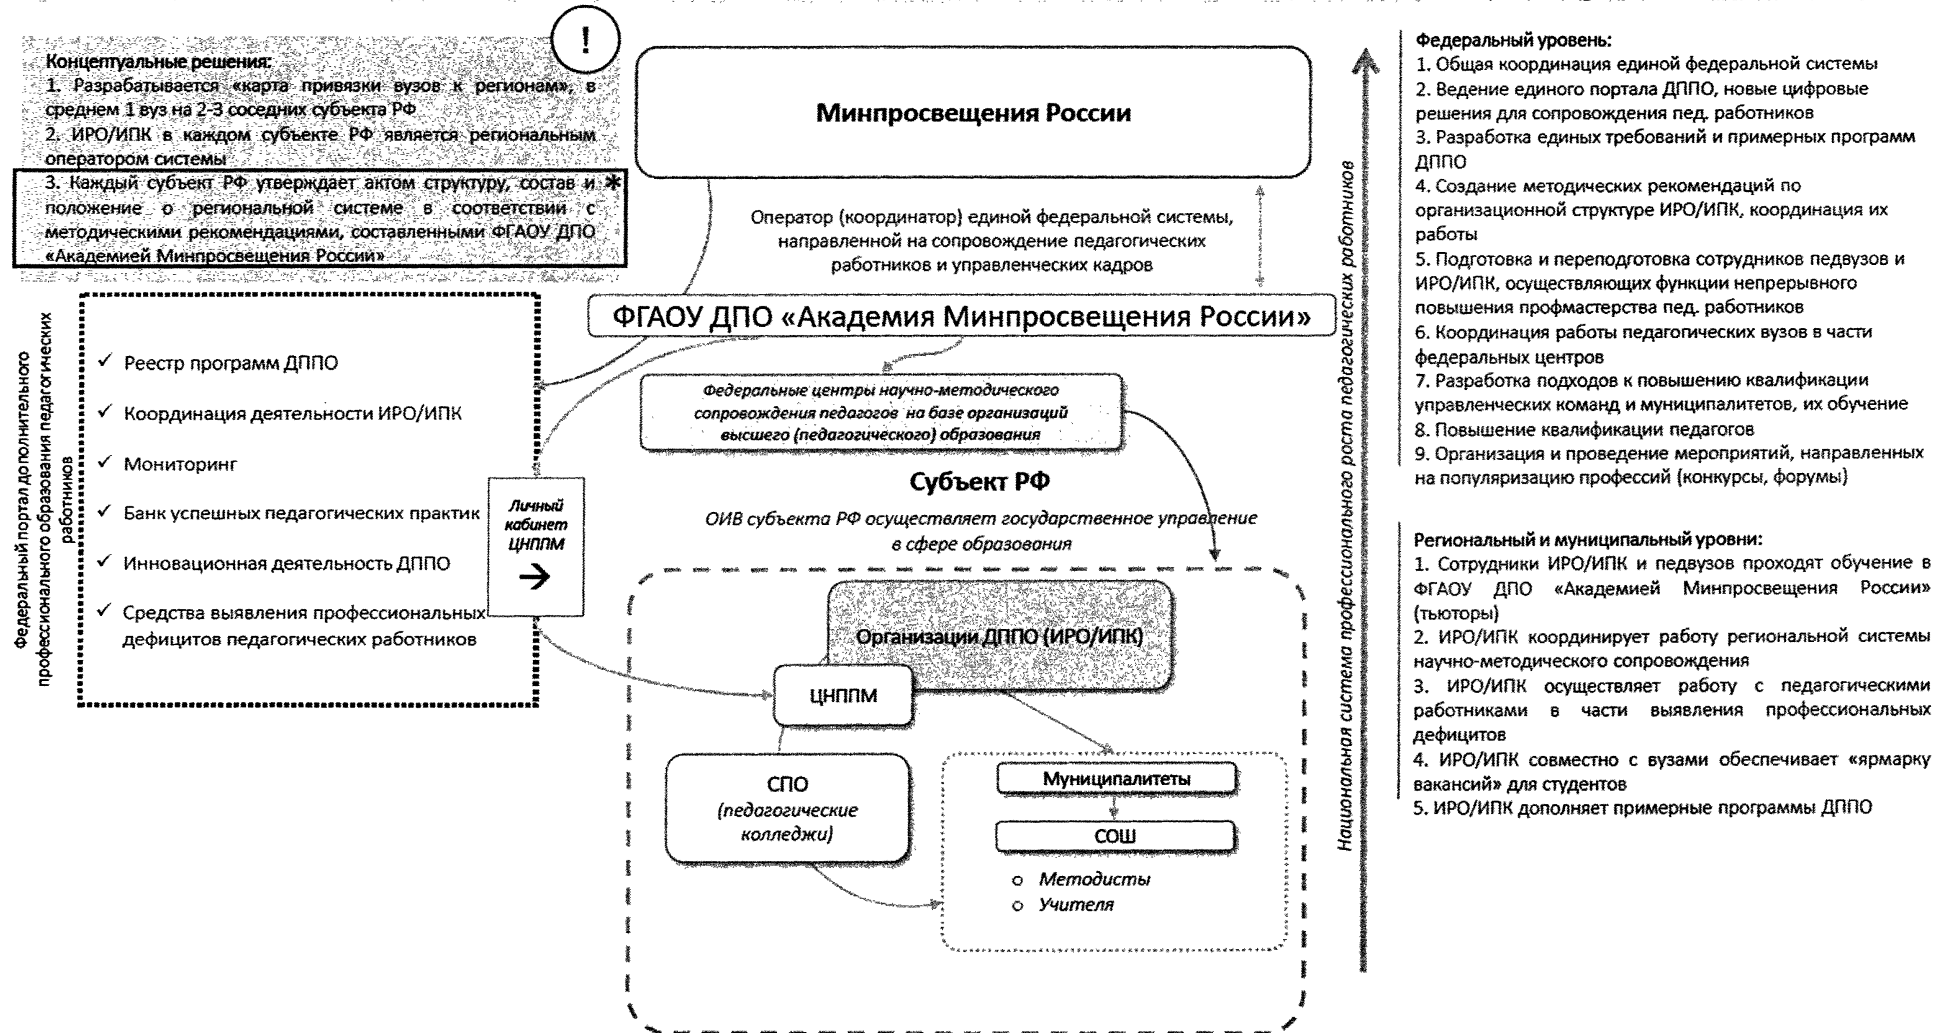 !
Концептуальные решения:
1. Разрабатывается «карта привязки вузов к регионам», в
среднем 1 вуз на 2-3 соседних субъекта РФ
2. ИРО/ИПК в каждом субъекте РФ является региональным
оператором системы
3. Каждый субъект РФ утверждает актом структуру, состав и *
положение о региональной системе в соответствии с
методическими рекомендациями, составленными ФГАОУ ДПО
«Академией Минпросвещения России»
Федеральный портал дополнительного
профессионального образования педагогических
работников
✓ Реестр программ ДППО
✓ Координация деятельности ИРО/ИПК
✓ Мониторинг
✓ Банк успешных педагогических практик
✓ Инновационная деятельность ДППО
✓ Средства выявления профессиональных
дефицитов педагогических работников
Личный
кабинет
ЦНППМ
→
Минпросвещения России
Оператор (координатор) единой федеральной системы,
направленной на сопровождение педагогических
работников и управленческих кадров
ФГАОУ ДПО «Академия Минпросвещения России»
Федеральные центры научно-методического
сопровождения педагогов на базе организаций
высшего (педагогического) образования
Субъект РФ
ОИВ субъекта РФ осуществляет государственное управление
в сфере образования
Организации ДППО (ИРО/ИПК)
ЦНППМ
СПО
(педагогические
колледжи)
Муниципалитеты
СОШ
○ Методисты
○ Учителя
Национальная система профессионального роста педагогических работников
Федеральный уровень:
1. Общая координация единой федеральной системы
2. Ведение единого портала ДППО, новые цифровые
решения для сопровождения пед. работников
3. Разработка единых требований и примерных программ
ДППО
4. Создание методических рекомендаций по
организационной структуре ИРО/ИПК, координация их
работы
5. Подготовка и переподготовка сотрудников педвузов и
ИРО/ИПК, осуществляющих функции непрерывного
повышения профмастерства пед. работников
6. Координация работы педагогических вузов в части
федеральных центров
7. Разработка подходов к повышению квалификации
управленческих команд и муниципалитетов, их обучение
8. Повышение квалификации педагогов
9. Организация и проведение мероприятий, направленных
на популяризацию профессий (конкурсы, форумы)
Региональный и муниципальный уровни:
1. Сотрудники ИРО/ИПК и педвузов проходят обучение в
ФГАОУ ДПО «Академией Минпросвещения России»
(тьюторы)
2. ИРО/ИПК координирует работу региональной системы
научно-методического сопровождения
3. ИРО/ИПК осуществляет работу с педагогическими
работниками в части выявления профессиональных
дефицитов
4. ИРО/ИПК совместно с вузами обеспечивает «ярмарку
вакансий» для студентов
5. ИРО/ИПК дополняет примерные программы ДППО